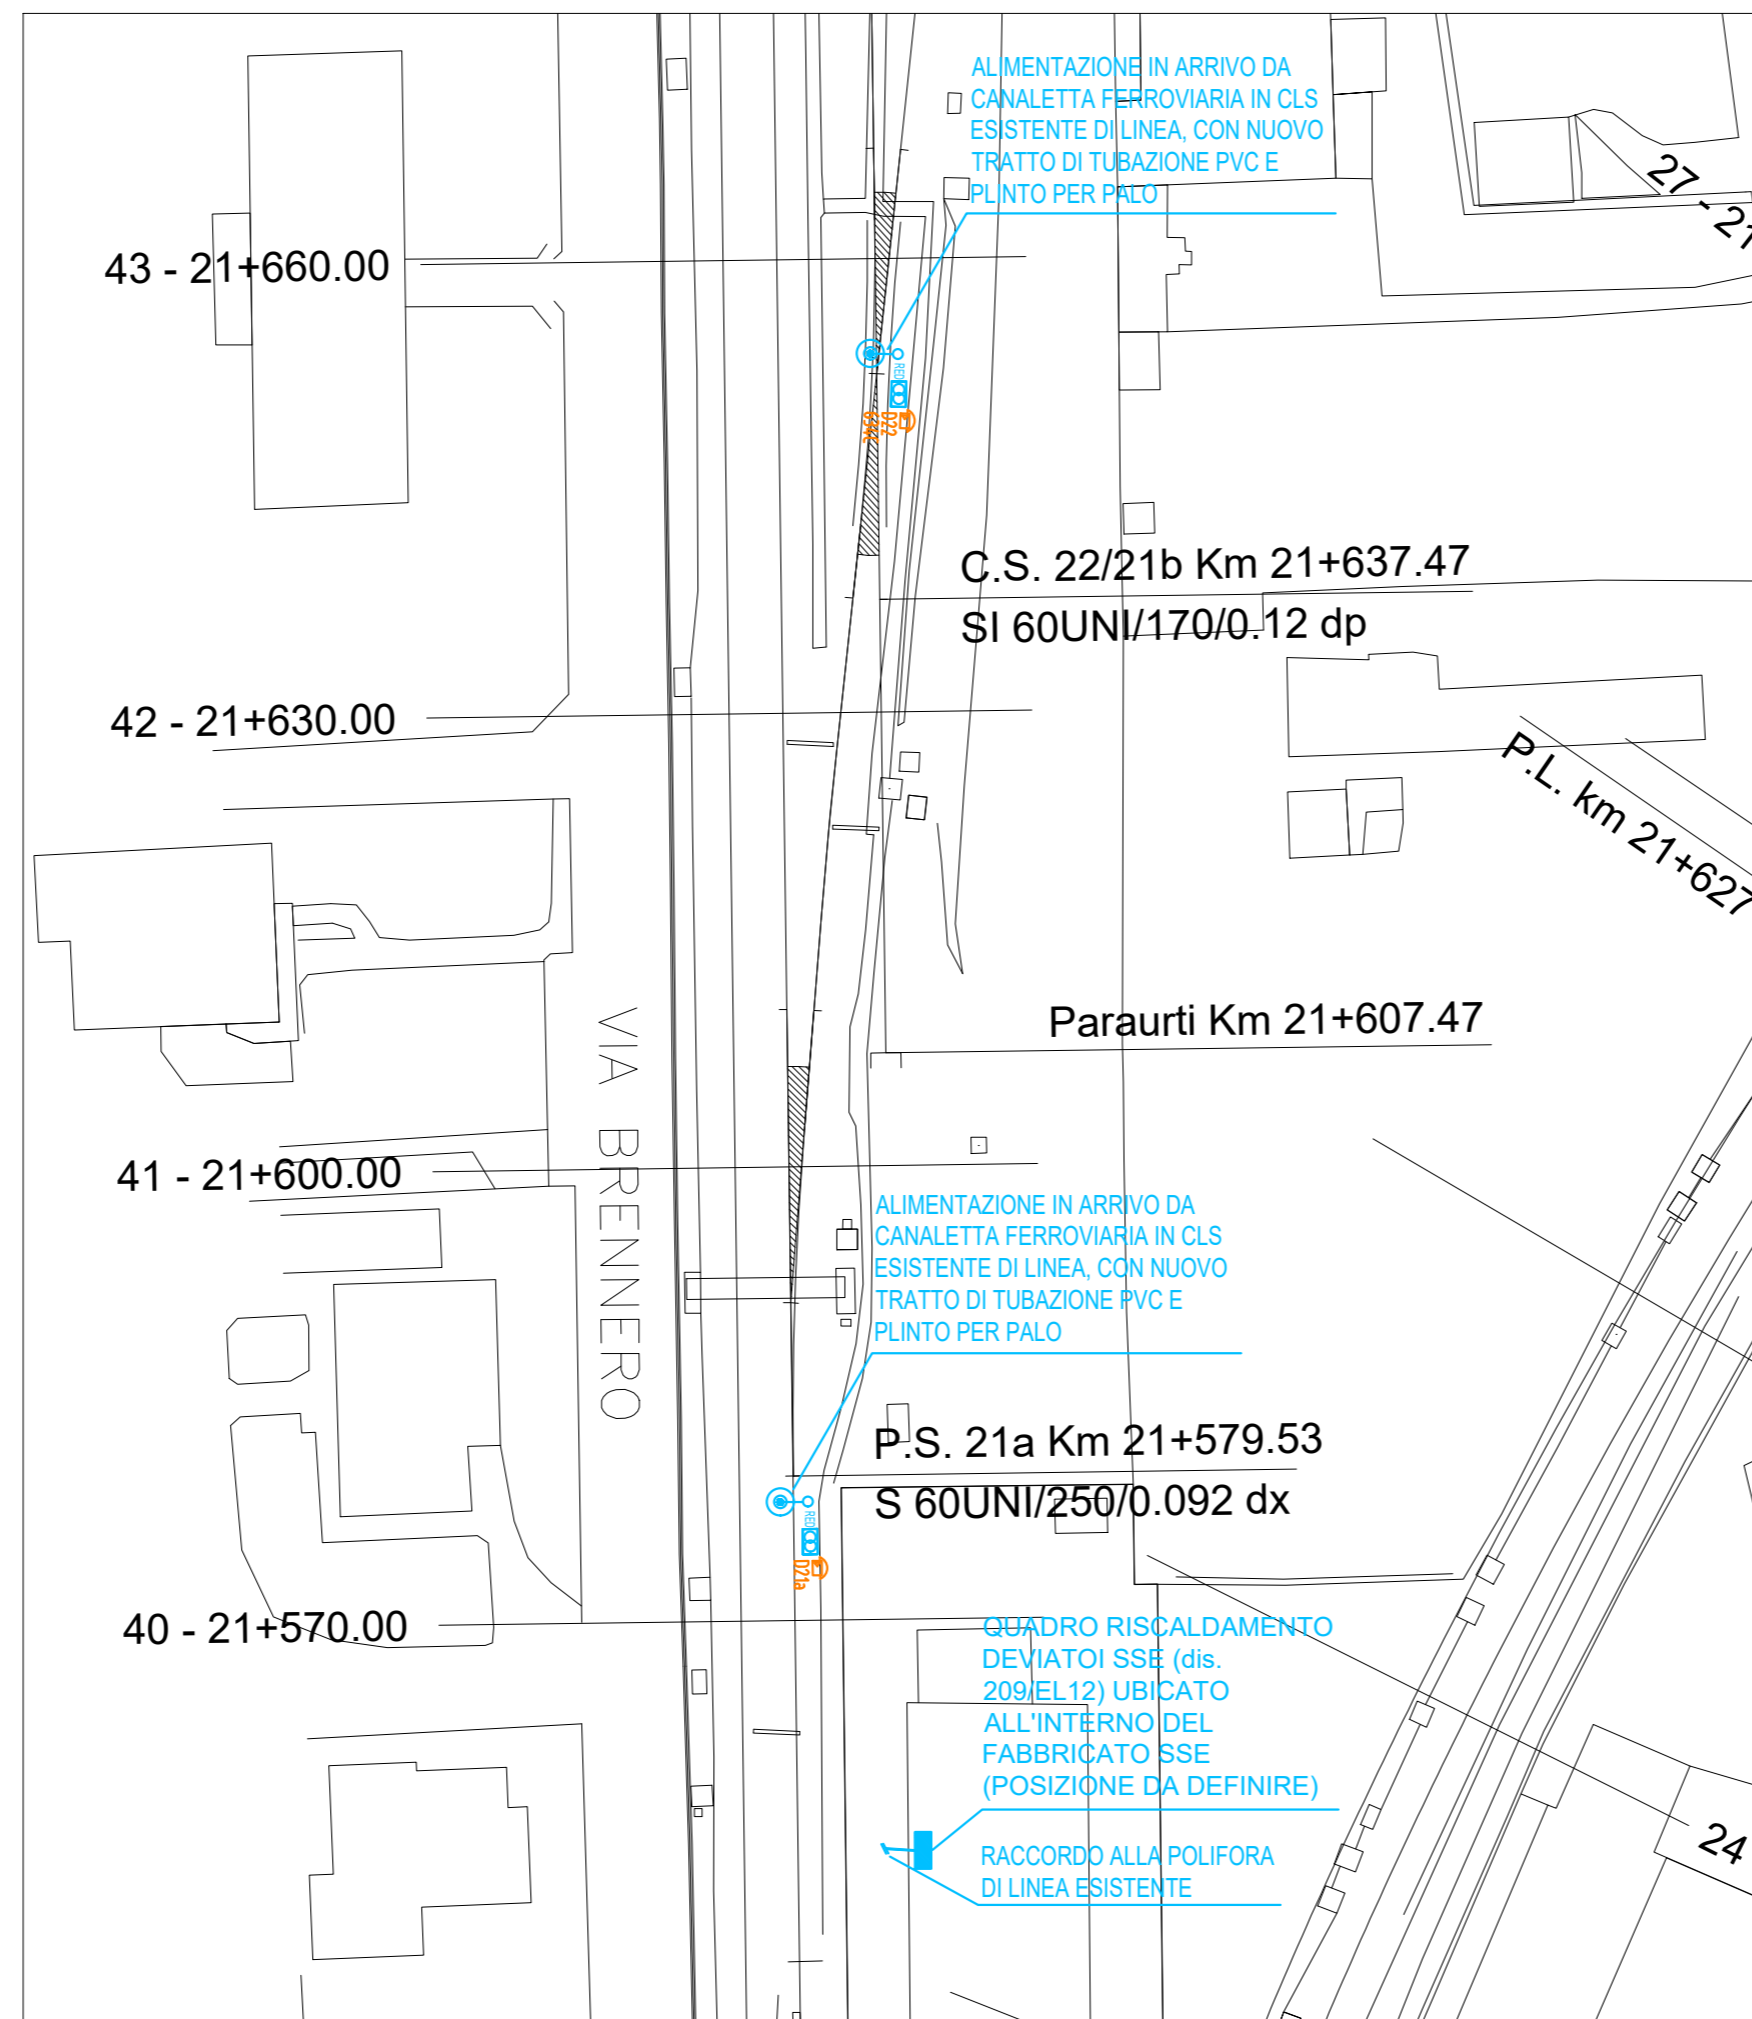 ALIMENTAZIONE IN ARRIVO DA
CANALETTA FERROVIARIA IN CLS
ESISTENTE DI LINEA, CON NUOVO
TRATTO DI TUBAZIONE PVC E
PLINTO PER PALO
27 - 21
43 - 21+660.00
RED
D22
C.S. 22/21b Km 21+637.47
SI 60UNI/170/0.12 dp
42 - 21+630.00
P.L. km 21+627
Paraurti Km 21+607.47
VIA BRENNERO
41 - 21+600.00
ALIMENTAZIONE IN ARRIVO DA
CANALETTA FERROVIARIA IN CLS
ESISTENTE DI LINEA, CON NUOVO
TRATTO DI TUBAZIONE PVC E
PLINTO PER PALO
P.S. 21a Km 21+579.53
S 60UNI/250/0.092 dx
RED
D21a
40 - 21+570.00
QUADRO RISCALDAMENTO
DEVIATOI SSE (dis.
209/EL12) UBICATO
ALL'INTERNO DEL
FABBRICATO SSE
(POSIZIONE DA DEFINIRE)
24
RACCORDO ALLA POLIFORA
DI LINEA ESISTENTE